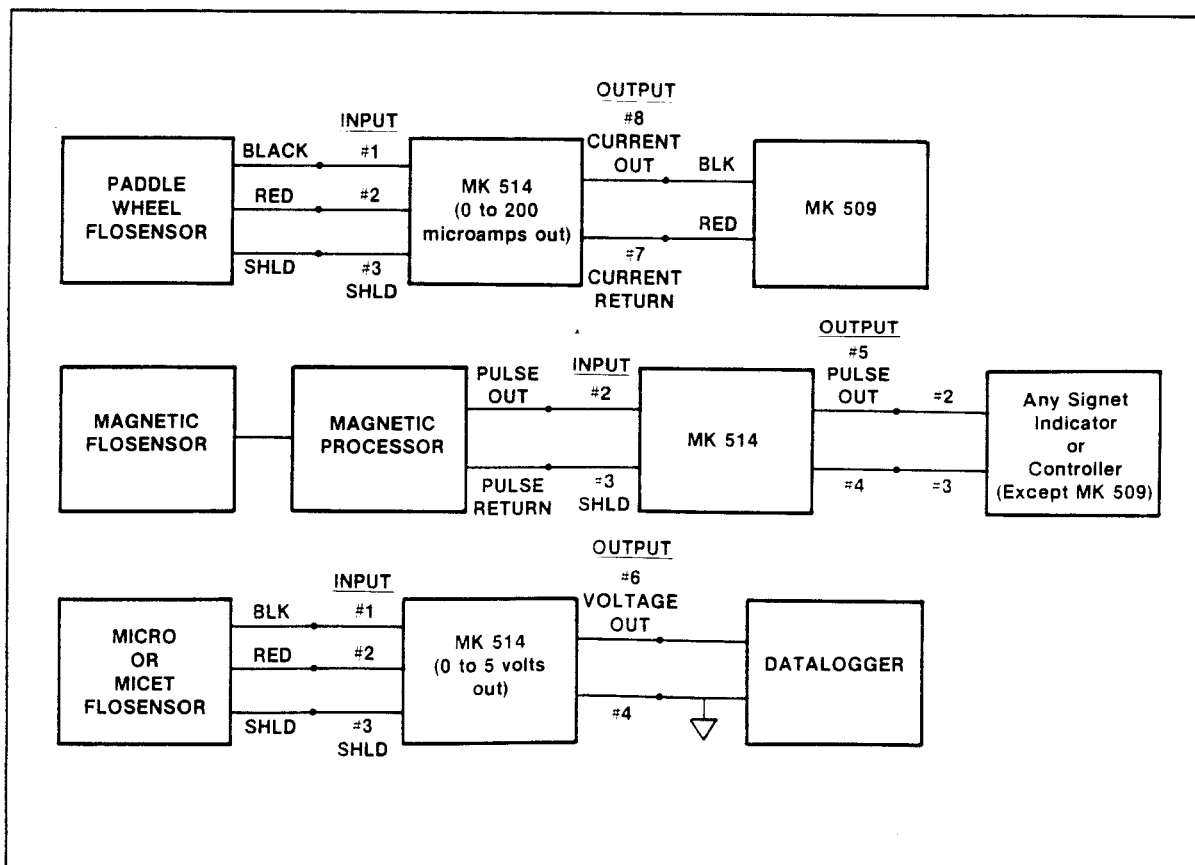 OUTPUT
#8
CURRENT
OUT
INPUT
BLACK
#1
BLK
PADDLE
WHEEL
FLOSENSOR
RED
#2
MK 514
(0 to 200
microamps out)
MK 509
RED
SHLD
#3
SHLD
#7
CURRENT
RETURN
OUTPUT
#5
PULSE
OUT
INPUT
PULSE
OUT
#2
#2
MAGNETIC
FLOSENSOR
MAGNETIC
PROCESSOR
MK 514
Any Signet
Indicator
or
Controller
(Except MK 509)
PULSE
RETURN
#3
SHLD
#4
#3
OUTPUT
#6
VOLTAGE
OUT
INPUT
BLK
#1
MICRO
OR
MICET
FLOSENSOR
RED
#2
MK 514
(0 to 5 volts
out)
DATALOGGER
SHLD
#3
SHLD
#4